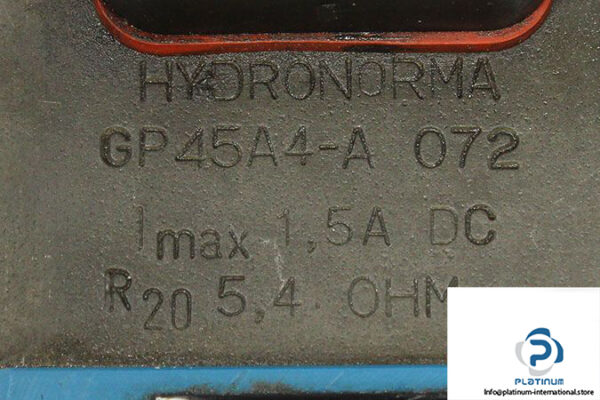 HYDRONORMA
GP45A4-A 072
Imax 1,5A DC
R20 5,4 OHM
PLATINUM
Info@platinum-international.store